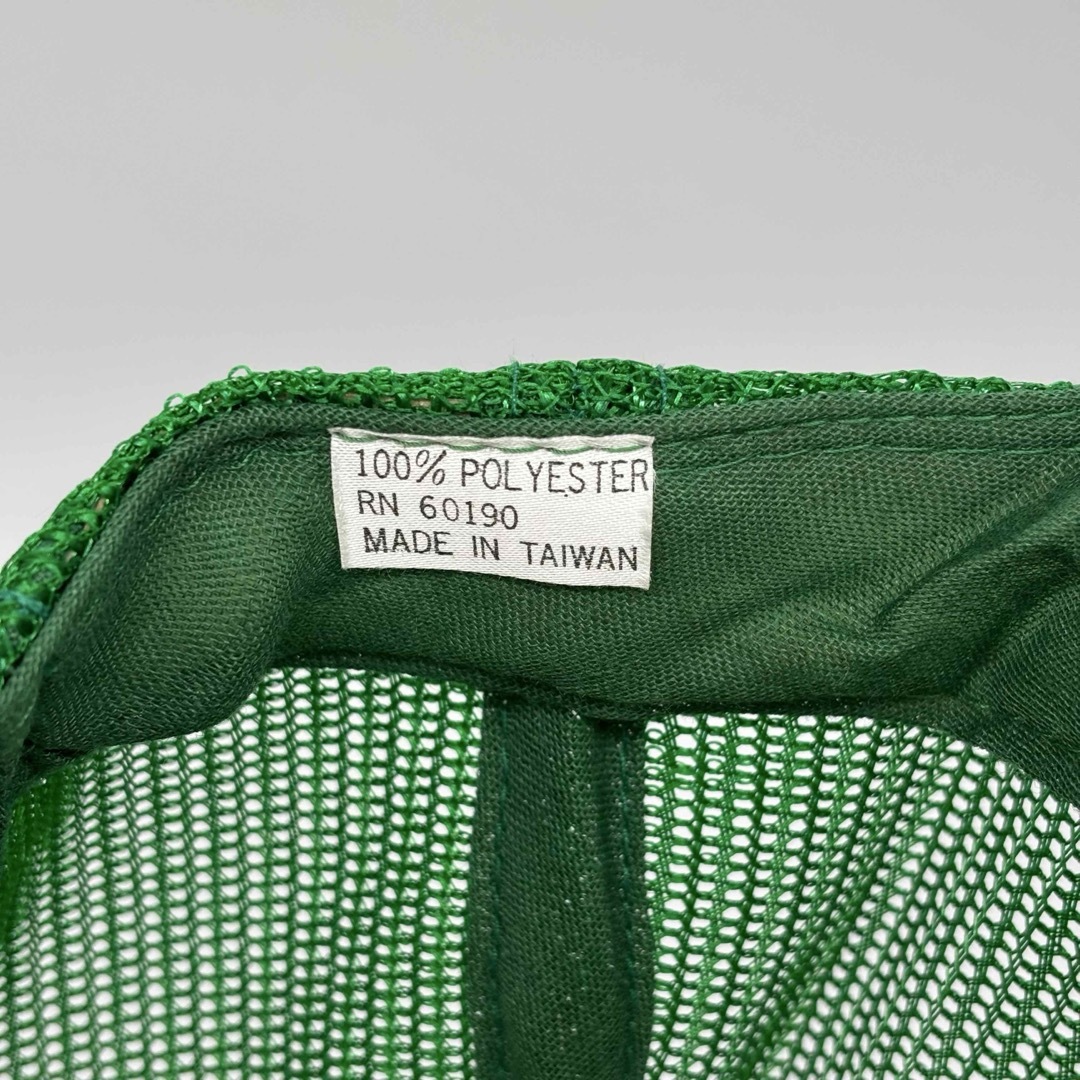 100% POLYESTER
RN 60190
MADE IN TAIWAN